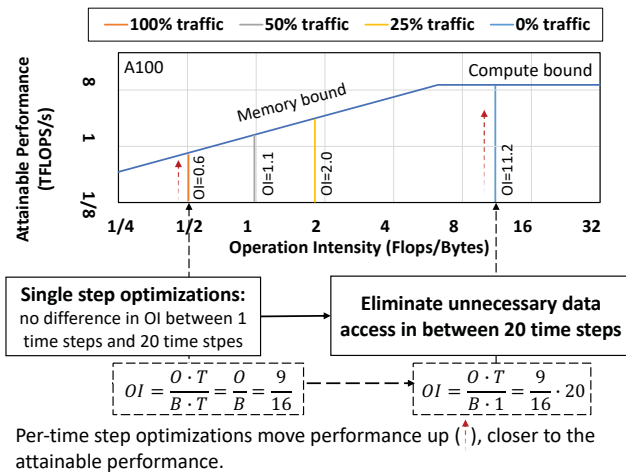 100% traffic 50% traffic 25% traffic 0% traffic
Attainable Performance
(TFLOPS/s)
8
1
1/8
A100
Memory bound
Compute bound
OI=0.6
OI=1.1
OI=2.0
OI=11.2
1/4 1/2 1 2 4 8 16 32
Operation Intensity (Flops/Bytes)
Single step optimizations:
no difference in OI between 1
time steps and 20 time stpes
Eliminate unnecessary data
access in between 20 time steps
OI = O · T / B · T = O / B = 9 / 16
OI = O · T / B · 1 = 9 / 16 · 20
Per-time step optimizations move performance up ( ), closer to the
attainable performance.